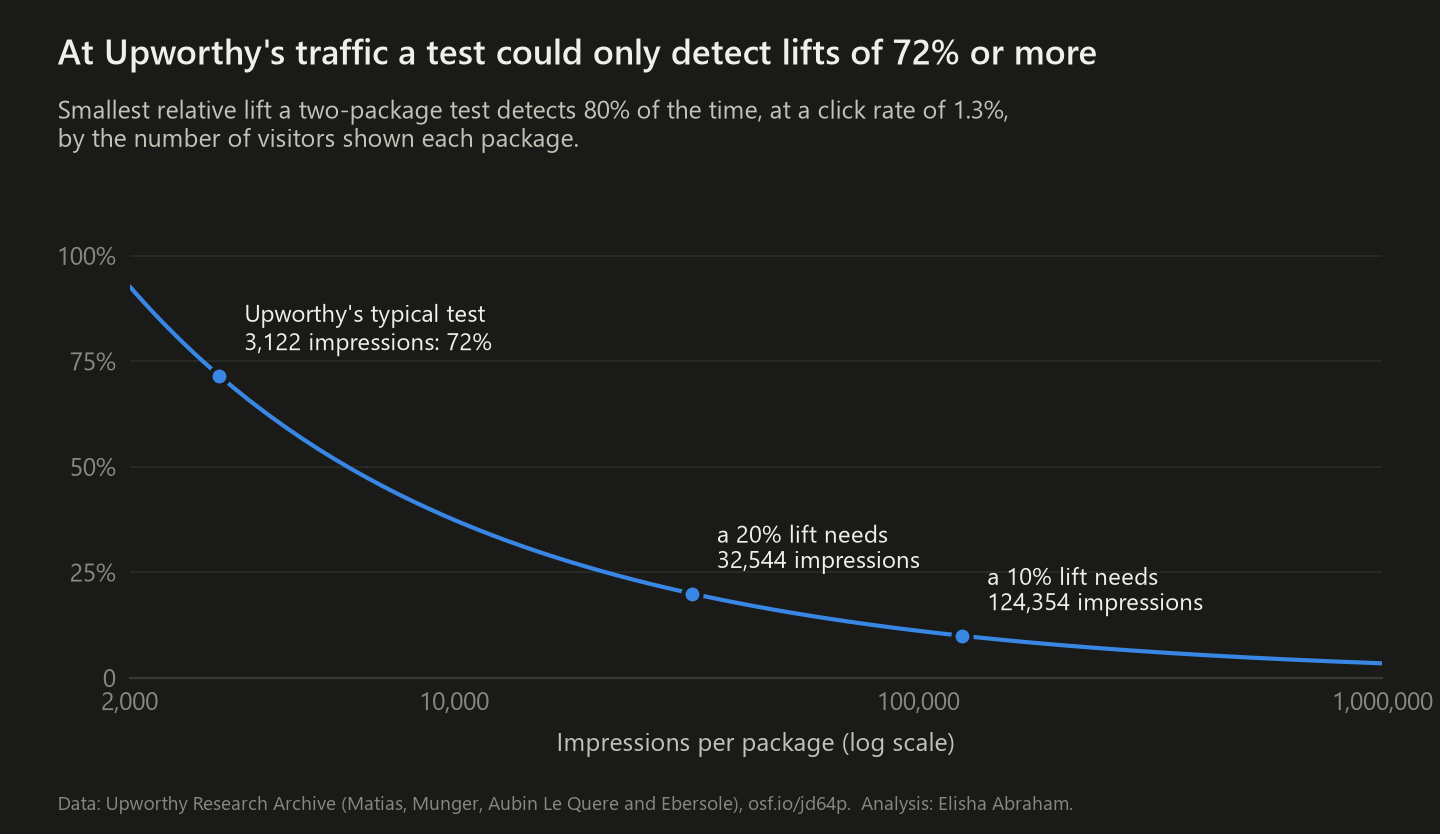 At Upworthy's traffic a test could only detect lifts of 72% or more
Smallest relative lift a two-package test detects 80% of the time, at a click rate of 1.3%,
by the number of visitors shown each package.
100%
75%
50%
25%
0
Upworthy's typical test
3,122 impressions: 72%
a 20% lift needs
32,544 impressions
a 10% lift needs
124,354 impressions
2,000
10,000
100,000
1,000,000
Impressions per package (log scale)
Data: Upworthy Research Archive (Matias, Munger, Aubin Le Quere and Ebersole), osf.io/jd64p.  Analysis: Elisha Abraham.